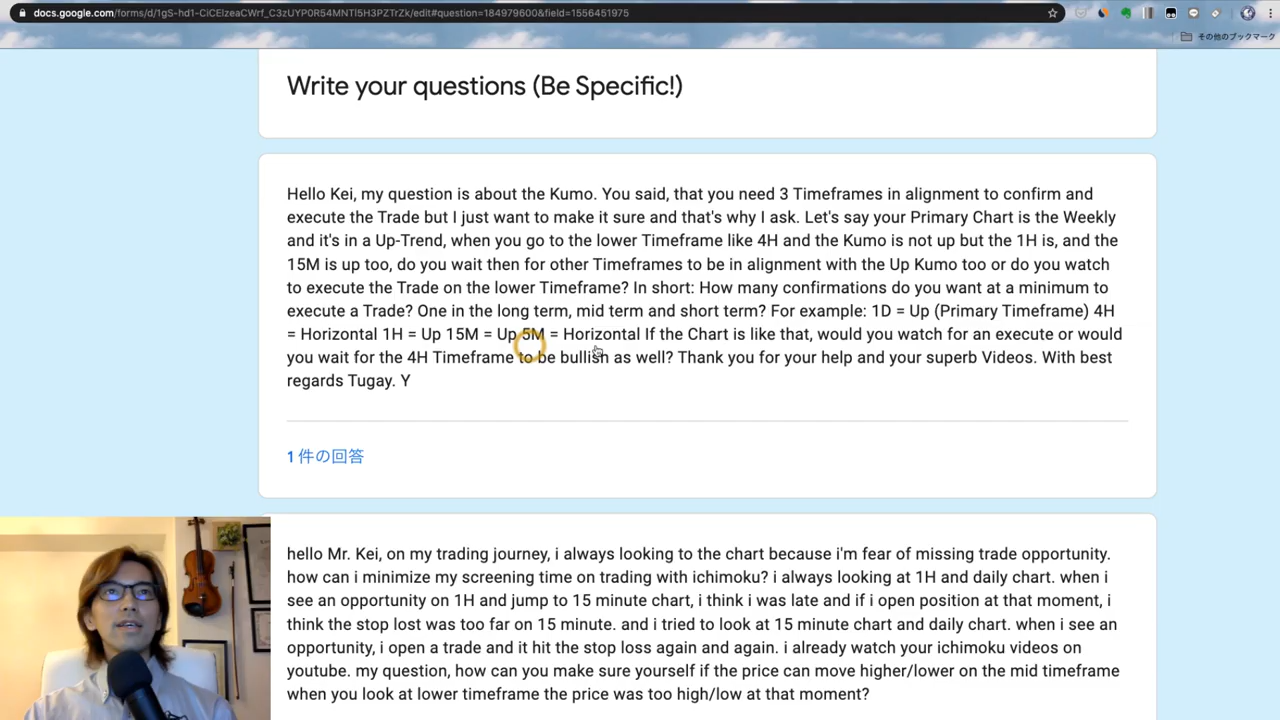 docs.google.com/forms/d/1gS-hd1-CiCEIzeaCWrf_C3zUYP0R54MNTI5H3PZTrZk/edit#question=184979600&field=1556451975
その他のブックマーク
Write your questions (Be Specific!)
Hello Kei, my question is about the Kumo. You said, that you need 3 Timeframes in alignment to confirm and
execute the Trade but I just want to make it sure and that's why I ask. Let's say your Primary Chart is the Weekly
and it's in a Up-Trend, when you go to the lower Timeframe like 4H and the Kumo is not up but the 1H is, and the
15M is up too, do you wait then for other Timeframes to be in alignment with the Up Kumo too or do you watch
to execute the Trade on the lower Timeframe? In short: How many confirmations do you want at a minimum to
execute a Trade? One in the long term, mid term and short term? For example: 1D = Up (Primary Timeframe) 4H
= Horizontal 1H = Up 15M = Up 5M = Horizontal If the Chart is like that, would you watch for an execute or would
you wait for the 4H Timeframe to be bullish as well? Thank you for your help and your superb Videos. With best
regards Tugay. Y
1 件の回答
hello Mr. Kei, on my trading journey, i always looking to the chart because i'm fear of missing trade opportunity.
how can i minimize my screening time on trading with ichimoku? i always looking at 1H and daily chart. when i
see an opportunity on 1H and jump to 15 minute chart, i think i was late and if i open position at that moment, i
think the stop lost was too far on 15 minute. and i tried to look at 15 minute chart and daily chart. when i see an
opportunity, i open a trade and it hit the stop loss again and again. i already watch your ichimoku videos on
youtube. my question, how can you make sure yourself if the price can move higher/lower on the mid timeframe
when you look at lower timeframe the price was too high/low at that moment?